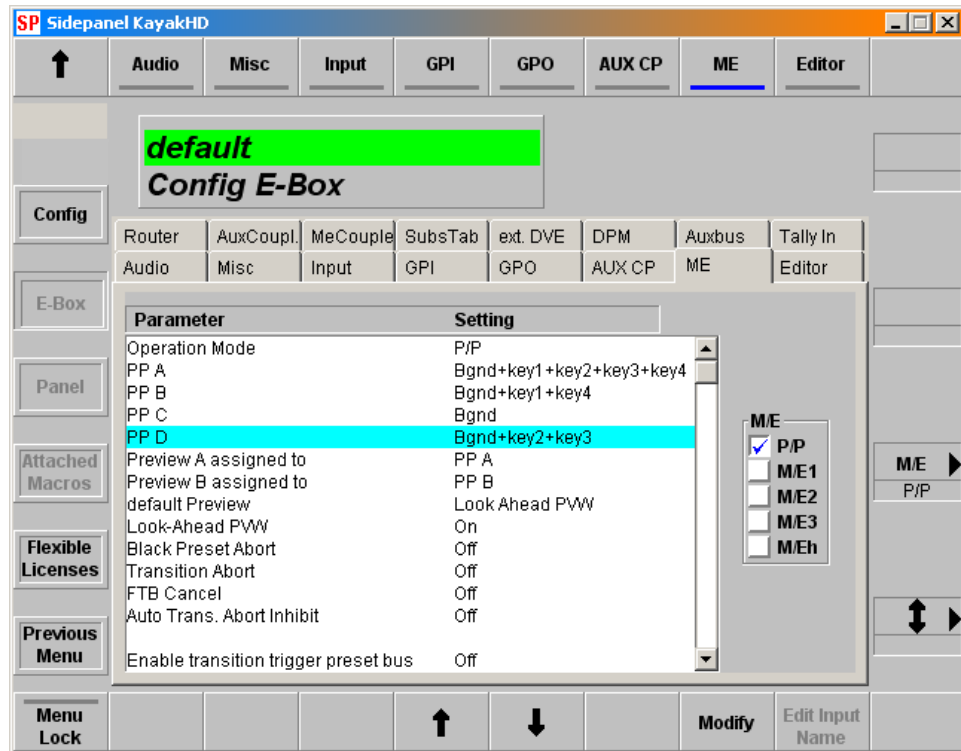 SP Sidepanel KayakHD
Audio Misc Input GPI GPO AUX CP ME Editor
default
Config E-Box
Config
Router AuxCoupl. MeCouple SubsTab ext. DVE DPM Auxbus Tally In
Audio Misc Input GPI GPO AUX CP ME Editor
E-Box
Parameter Setting
Operation Mode P/P
PP A Bgnd+key1+key2+key3+key4
PP B Bgnd+key1+key4
PP C Bgnd
PP D Bgnd+key2+key3
Preview A assigned to PP A
Preview B assigned to PP B
default Preview Look Ahead PVW
Look-Ahead PVW On
Black Preset Abort Off
Transition Abort Off
FTB Cancel Off
Auto Trans. Abort Inhibit Off
Enable transition trigger preset bus Off
M/E
P/P
M/E1
M/E2
M/E3
M/Eh
M/E
P/P
Panel
Attached
Macros
Flexible
Licenses
Previous
Menu
Menu
Lock
Modify
Edit Input
Name